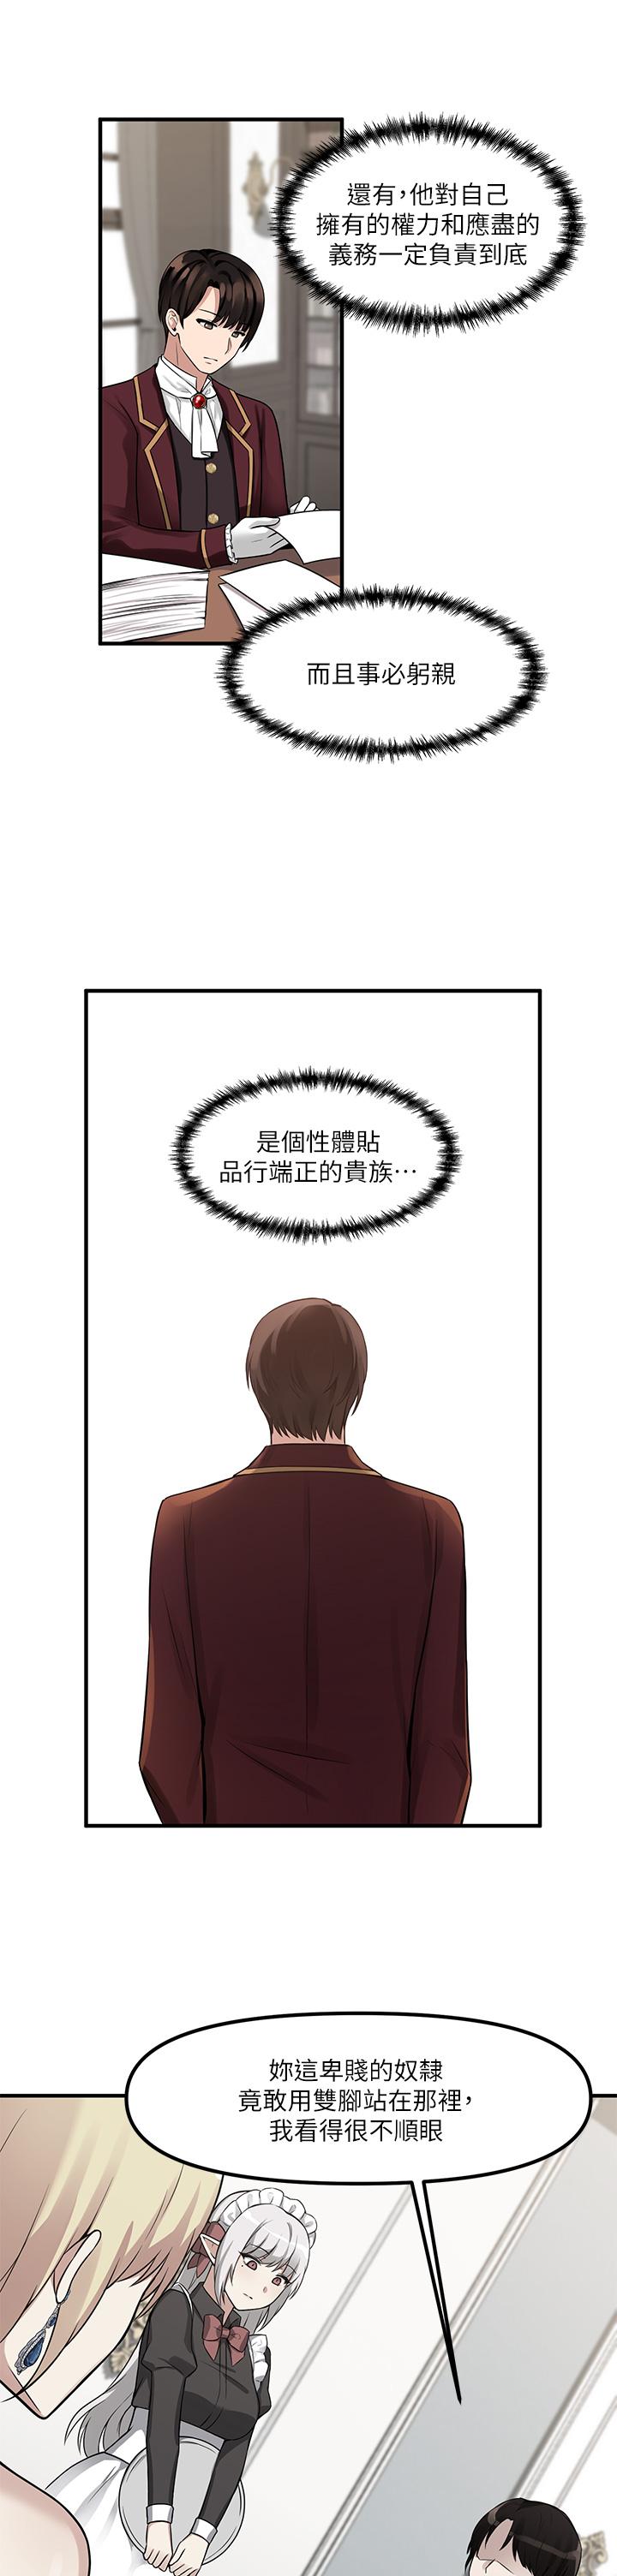 還有，他對自己
擁有的權力和應盡的
義務一定負責到底
而且事必躬親
是個性體貼
品行端正的貴族⋯
妳這卑賤的奴隸
竟敢用雙腳站在那裡，
我看得很不順眼